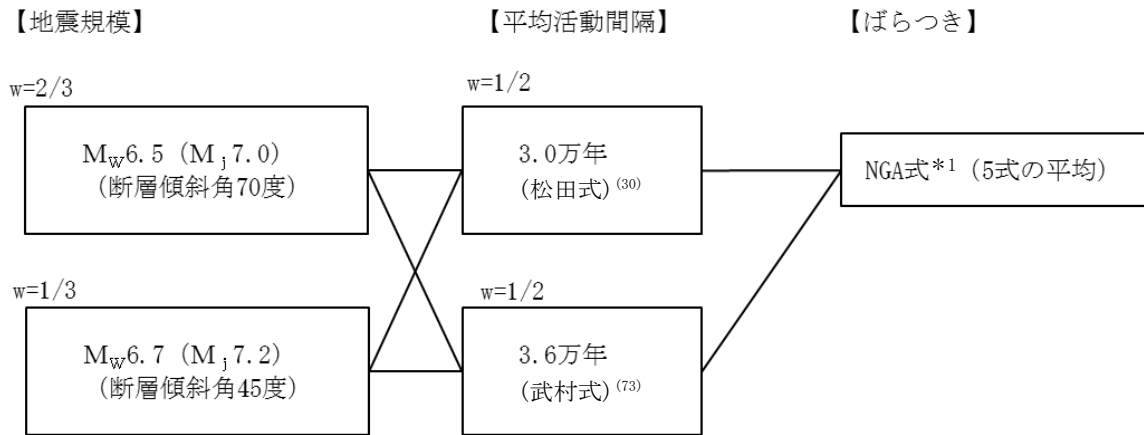 【地震規模】 【平均活動間隔】 【ばらつき】
w=2/3
MW6.5 (Mj7.0)
(断層傾斜角70度)
w=1/2
3.0万年
(松田式)(30)
NGA式*1 (5式の平均)
w=1/3
MW6.7 (Mj7.2)
(断層傾斜角45度)
w=1/2
3.6万年
(武村式)(73)